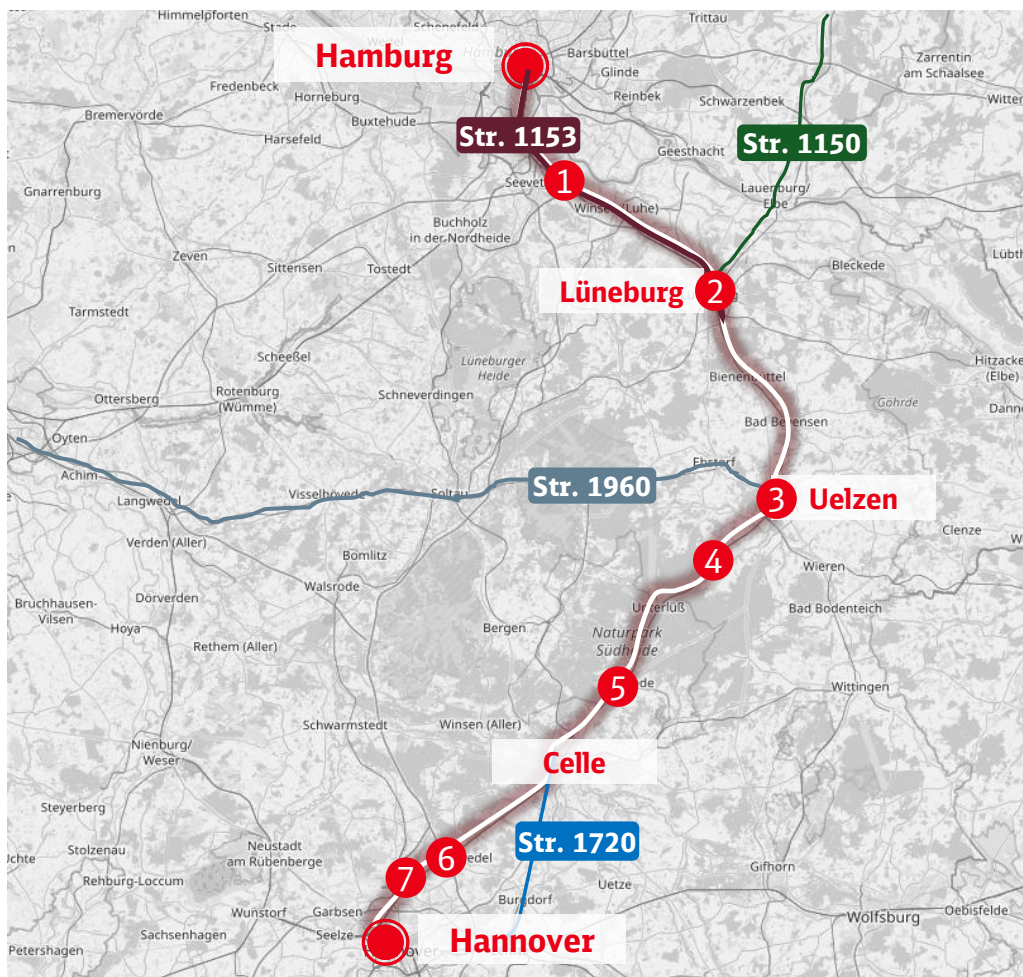 Himmelpforten
Trittau
Hamburg
Barsbüttel
Zarrentin
am Schaalsee
Glinde
Fredenbeck
Horneburg
Reinbek
Schwarzenbek
Bremervörde
Buxtehude
Harsefeld
Str. 1153
Str. 1150
Geesthacht
Gnarrenburg
1
Lauenburg/
Elbe
Winsen (Luhe)
Buchholz
in der Nordheide
Zeven
Sittensen
Tostedt
Bleckede
Lüneburg
2
Tarmstedt
Scheeßel
Lüneburger
Heide
Hitzacke
(Elbe)
Bienenbüttel
Ottersberg
Rotenburg
(Wümme)
Schneverdingen
Göhrde
Bad Bevensen
Oyten
Achim
Ebstorf
Langwedel
Visselhövede
Soltau
Str. 1960
3
Uelzen
Clenze
Verden (Aller)
Bomlitz
4
Wieren
Walsrode
Bruchhausen-
Vilsen
Dörverden
Unterlüß
Bad Bodenteich
Hoya
Bergen
Naturpark
Südheide
Rethem (Aller)
5
Wittingen
Schwarmstedt
Winsen (Aller)
Nienburg/
Weser
Celle
Steyerberg
Str. 1720
Stolzenau
Neustadt
am Rübenberge
6
Gifhorn
Rehburg-Loccum
7
Uetze
Burgdorf
Wunstorf
Garbsen
Wolfsburg
Oebisfelde
Sachsenhagen
Seelze
Hannover
Petershagen